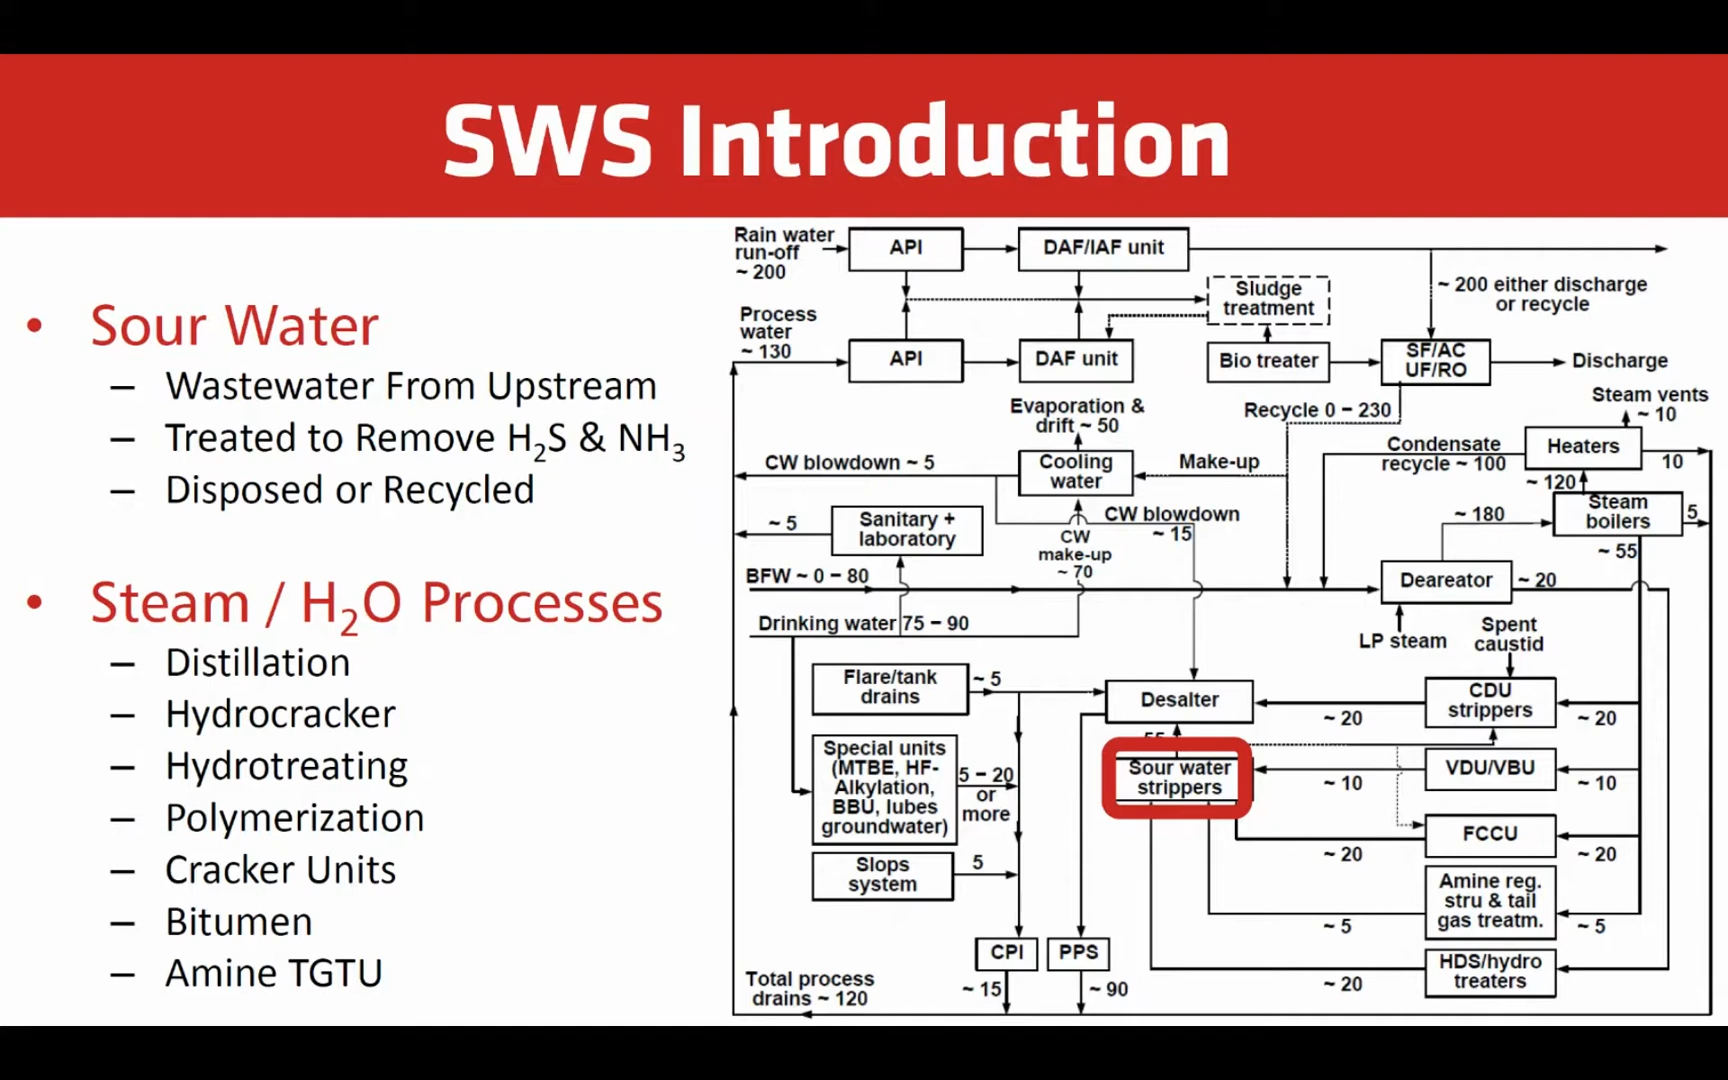 SWS Introduction
• Sour Water
– Wastewater From Upstream
– Treated to Remove H₂S & NH₃
– Disposed or Recycled
• Steam / H₂O Processes
– Distillation
– Hydrocracker
– Hydrotreating
– Polymerization
– Cracker Units
– Bitumen
– Amine TGTU
Rain water
run-off
~ 200
API
DAF/IAF unit
~ 200 either discharge
or recycle
Sludge
treatment
Process
water
~ 130
API
DAF unit
Bio treater
SF/AC
UF/RO
Discharge
Steam vents
~ 10
Evaporation &
drift ~ 50
Recycle 0 – 230
Condensate
recycle ~ 100
Heaters
10
CW blowdown ~ 5
Cooling
water
Make-up
~ 120
Steam
boilers
5
~ 5
Sanitary +
laboratory
CW blowdown
~ 15
CW
make-up
~ 70
~ 180
~ 55
BFW ~ 0 – 80
Deareator
~ 20
Drinking water 75 – 90
LP steam
Spent
caustid
Flare/tank
drains
~ 5
Desalter
~ 20
CDU
strippers
~ 20
55
Special units
(MTBE, HF-
Alkylation,
BBU, lubes
groundwater)
5 – 20
or
more
Sour water
strippers
~ 10
VDU/VBU
~ 10
~ 20
FCCU
~ 20
Slops
system
5
~ 5
Amine reg.
stru & tail
gas treatm.
~ 5
CPI
PPS
~ 20
HDS/hydro
treaters
Total process
drains ~ 120
~ 15
~ 90